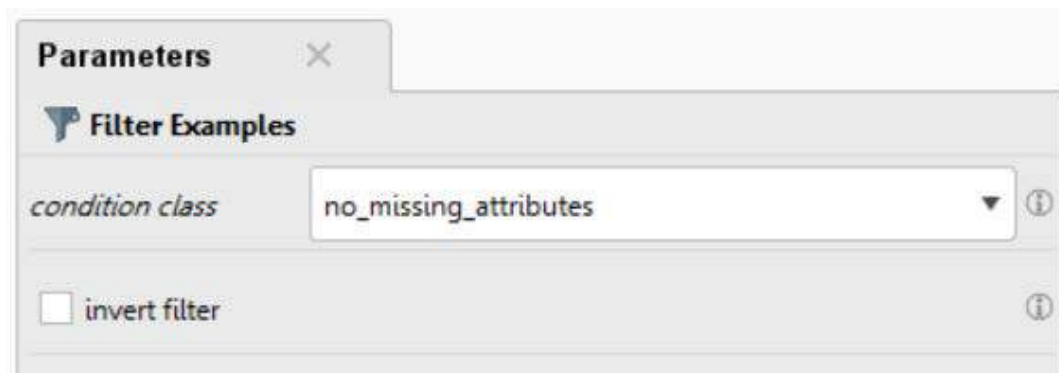 Parameters
Filter Examples
condition class no_missing_attributes
invert filter